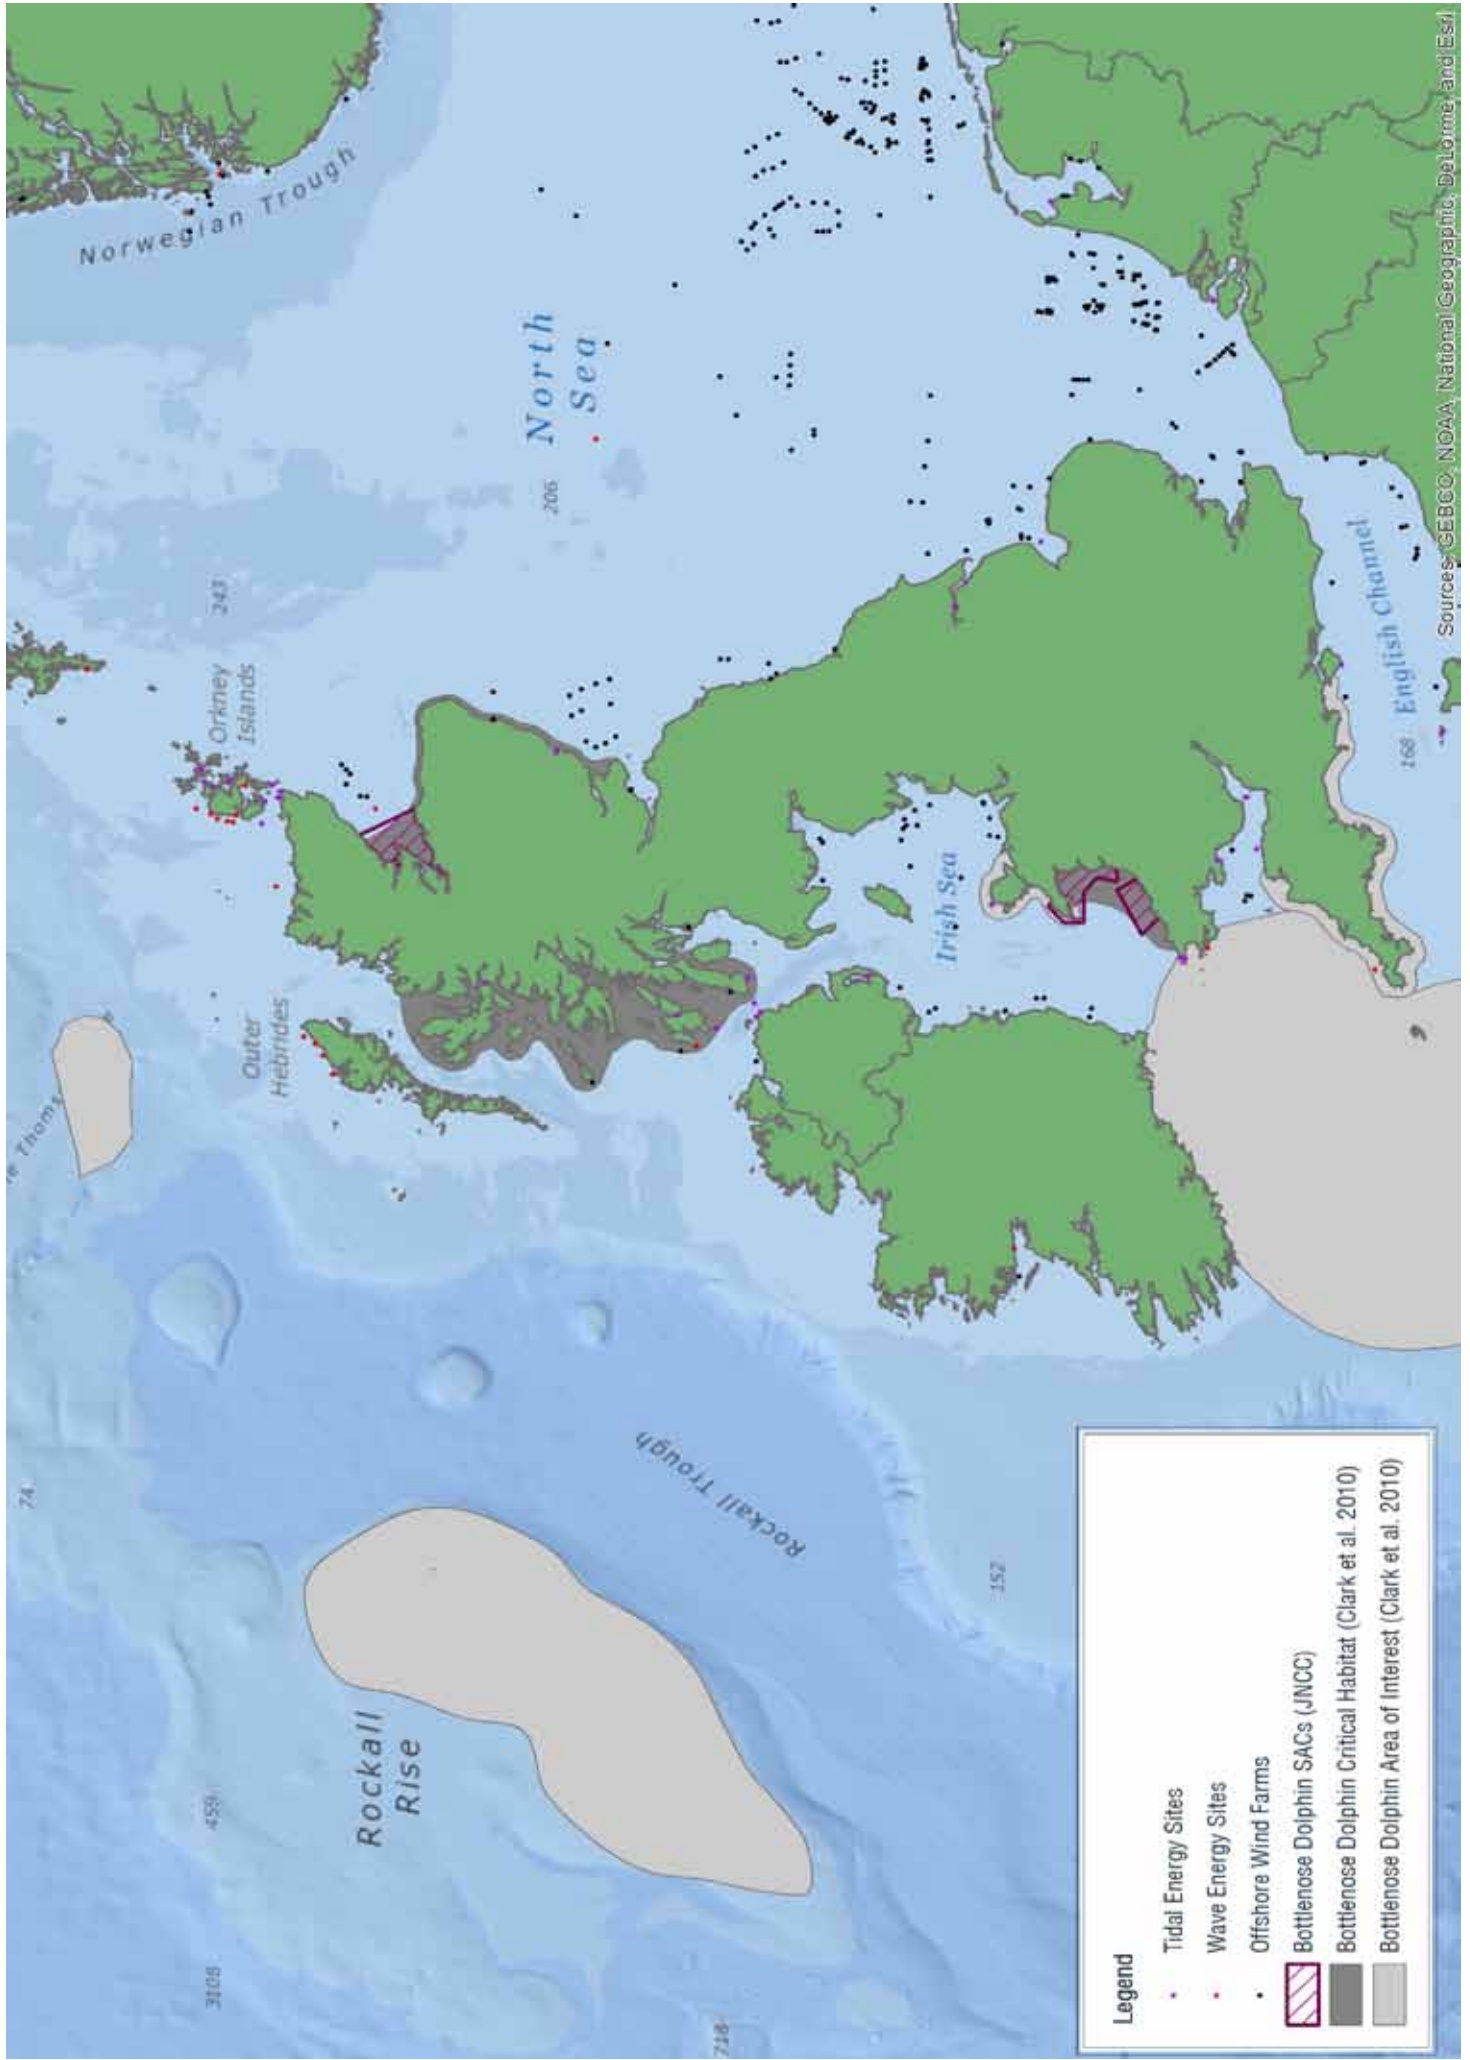 Norwegian Trough
North
Sea
206
243
Orkney
Islands
Outer
Hebrides
Irish Sea
168
English Channel
74
Rockall Trough
Rockall
Rise
459
3108
718
152
Legend
Tidal Energy Sites
Wave Energy Sites
Offshore Wind Farms
Bottlenose Dolphin SACs (JNCC)
Bottlenose Dolphin Critical Habitat (Clark et al. 2010)
Bottlenose Dolphin Area of Interest (Clark et al. 2010)
Sources: GEBCO, NOAA, National Geographic, DeLorme, and Esri